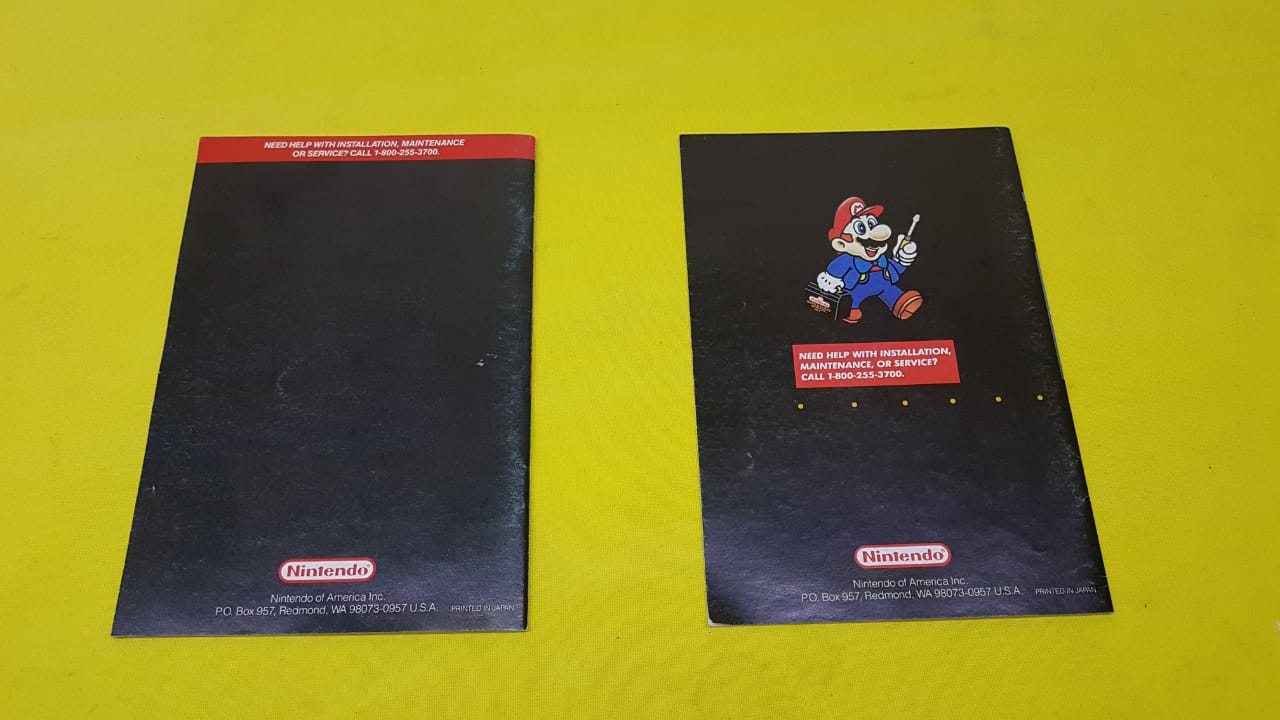 NEED HELP WITH INSTALLATION, MAINTENANCE
OR SERVICE? CALL 1-800-255-3700.
Nintendo®
Nintendo of America Inc.
P.O. Box 957, Redmond, WA 98073-0957 U.S.A.
PRINTED IN JAPAN
M
NEED HELP WITH INSTALLATION,
MAINTENANCE, OR SERVICE?
CALL 1-800-255-3700.
Nintendo®
Nintendo of America Inc.
P.O. Box 957, Redmond, WA 98073-0957 U.S.A.
PRINTED IN JAPAN